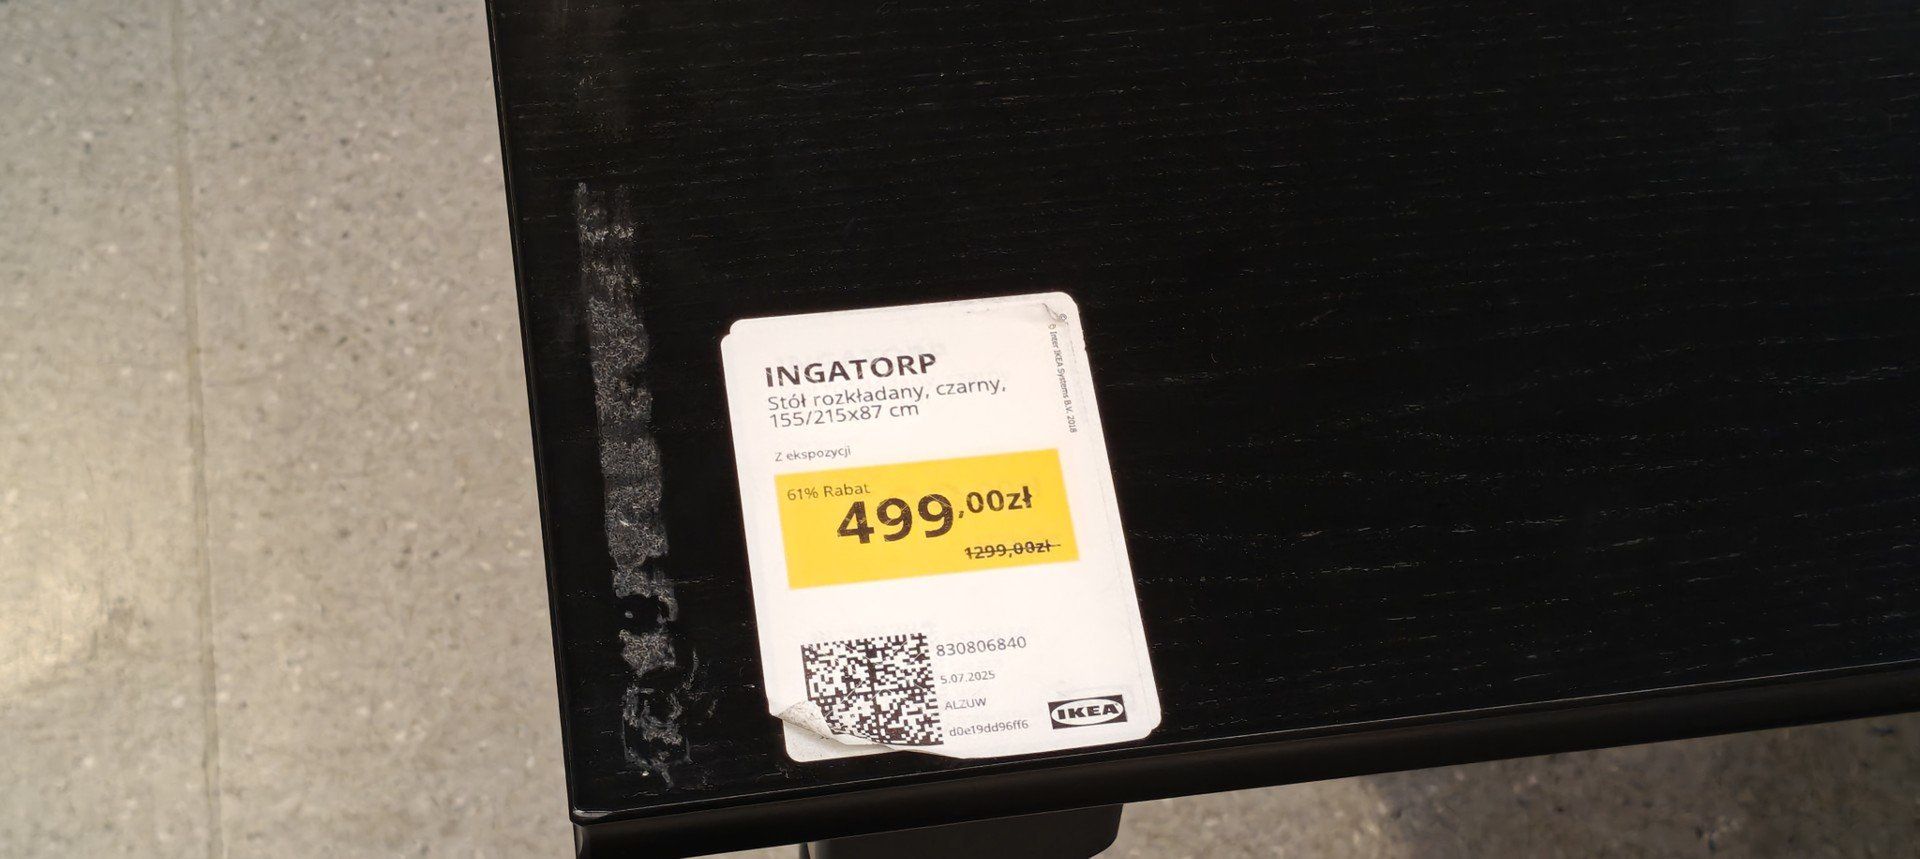 INGATORP
Stół rozkładany, czarny,
155/215x87 cm
© Inter IKEA Systems B.V. 2018
Z ekspozycji
61% Rabat
499,00zł
1299,00zł
830806840
5.07.2025
ALZUW
d0e19dd96ff6
IKEA